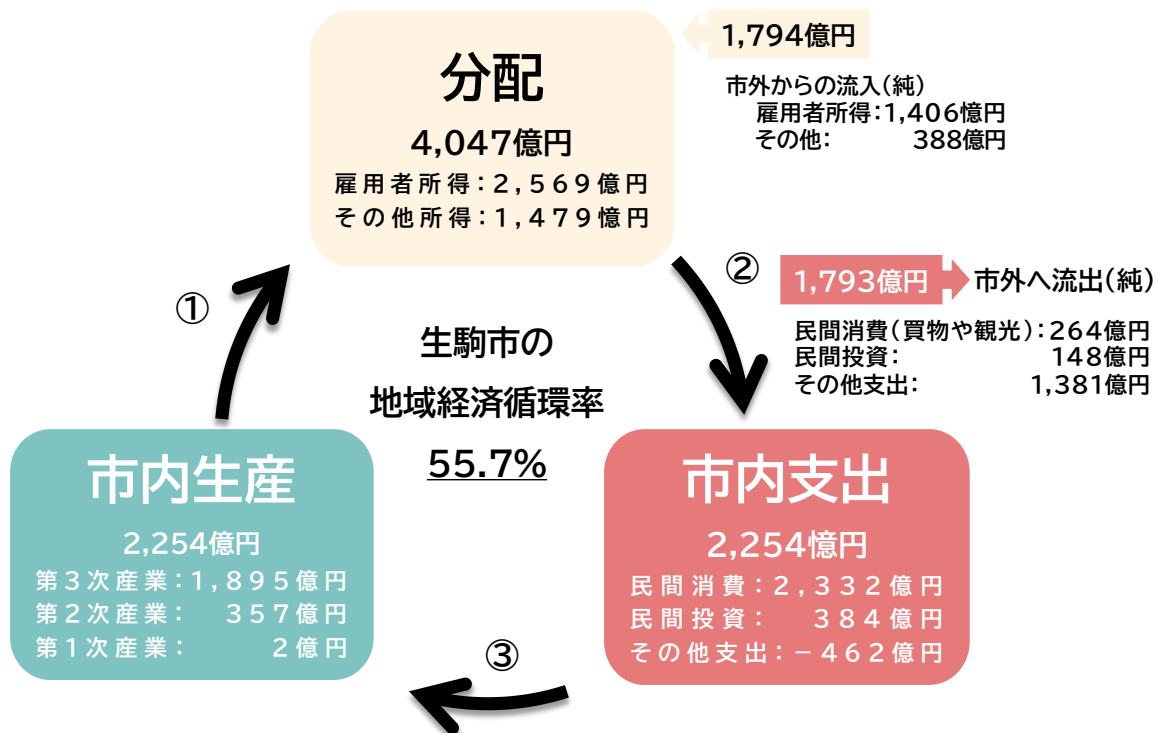 分配
4,047億円
雇用者所得：2,569億円
その他所得：1,479憶円
1,794億円
市外からの流入（純）
雇用者所得：1,406憶円
その他： 388億円
①
②
1,793億円
市外へ流出（純）
民間消費（買物や観光）：264億円
民間投資： 148億円
その他支出： 1,381億円
生駒市の
地域経済循環率
55.7%
市内生産
2,254億円
第3次産業：1,895億円
第2次産業： 357億円
第1次産業： 2億円
市内支出
2,254憶円
民間消費：2,332億円
民間投資： 384億円
その他支出：－462億円
③